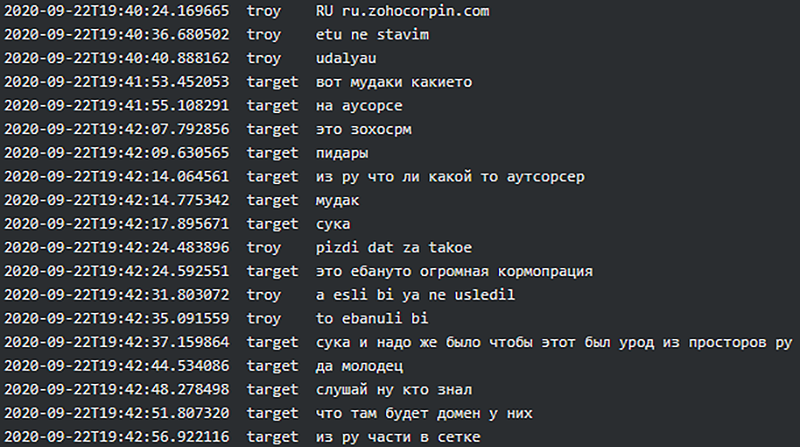 2020-09-22T19:40:24.169665 troy RU ru.zohocorpin.com
2020-09-22T19:40:36.680502 troy etu ne stavim
2020-09-22T19:40:40.888162 troy udalyau
2020-09-22T19:41:53.452053 target вот мудаки какието
2020-09-22T19:41:55.108291 target на аусорсе
2020-09-22T19:42:07.792856 target это зохосрм
2020-09-22T19:42:09.630565 target пидары
2020-09-22T19:42:14.064561 target из ру что ли какой то аутсорсер
2020-09-22T19:42:14.775342 target мудак
2020-09-22T19:42:17.895671 target сука
2020-09-22T19:42:24.483896 troy pizdi dat za takoe
2020-09-22T19:42:24.592551 target это ебануто огромная кормопрация
2020-09-22T19:42:31.803072 troy a esli bi ya ne usledil
2020-09-22T19:42:35.091559 troy to ebanuli bi
2020-09-22T19:42:37.159864 target сука и надо же было чтобы этот был урод из просторов ру
2020-09-22T19:42:44.534086 target да молодец
2020-09-22T19:42:48.278498 target слушай ну кто знал
2020-09-22T19:42:51.807320 target что там будет домен у них
2020-09-22T19:42:56.922116 target из ру части в сетке